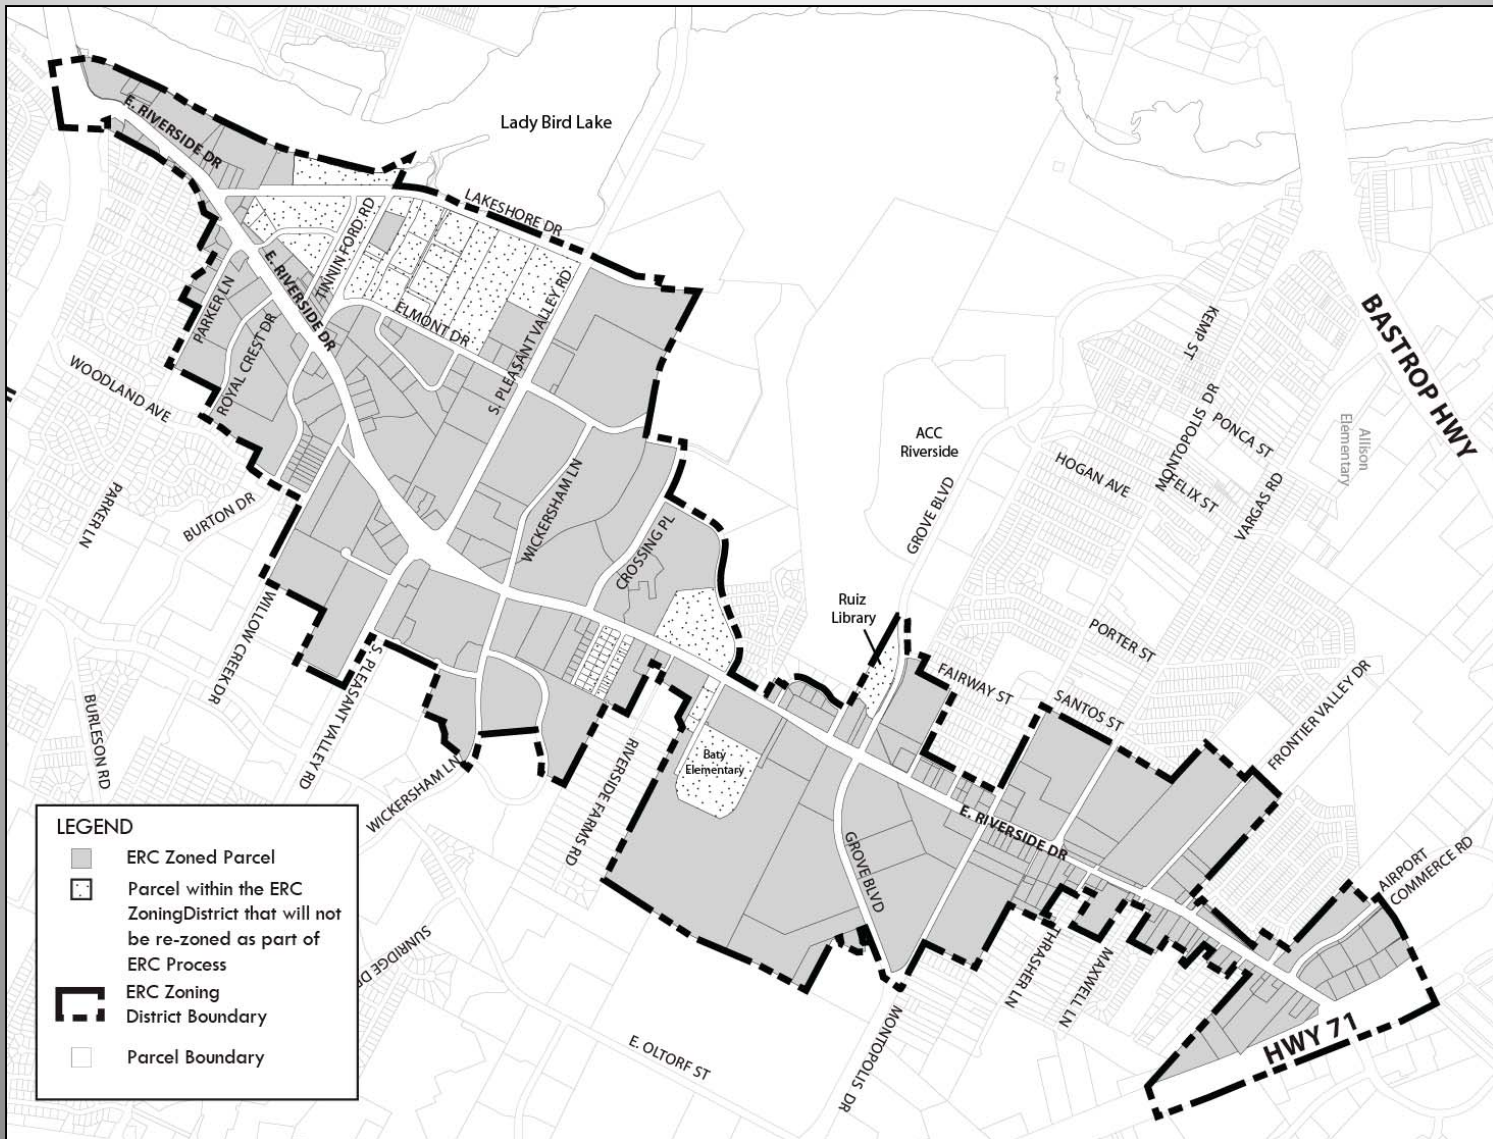 Lady Bird Lake
E. RIVERSIDE DR
LAKESHORE DR
TINNIN FORD RD
E. RIVERSIDE DR
PARKER LN
ROYAL CREST DR
ELMONT DR
S. PLEASANT VALLEY RD
WOODLAND AVE
KEMP ST
BASTROP HWY
MONTOPOLIS DR
PONCA ST
Allison
Elementary
ACC
Riverside
HOGAN AVE
FELIX ST
VARGAS RD
GROVE BLVD
WICKERSHAM LN
CROSSING PL
PARKER LN
BURTON DR
Ruiz
Library
PORTER ST
WILLOW CREEK DR
S. PLEASANT VALLEY RD
FAIRWAY ST
SANTOS ST
FRONTIER VALLEY DR
BURLESON RD
WICKERSHAM LN
RIVERSIDE FARMS RD
Baty
Elementary
E. RIVERSIDE DR
GROVE BLVD
AIRPORT
COMMERCE RD
SUNRIDGE DR
THRASHER LN
MAXWELL LN
MONTOPOLIS DR
E. OLTORF ST
HWY 71
LEGEND
ERC Zoned Parcel
Parcel within the ERC
ZoningDistrict that will not
be re-zoned as part of
ERC Process
ERC Zoning
District Boundary
Parcel Boundary